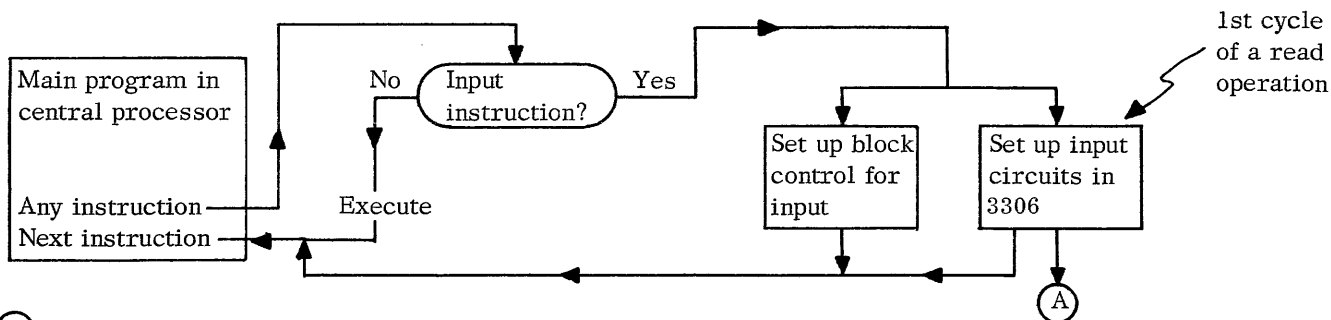 1st cycle
of a read
operation
Main program in
central processor
Any instruction
Next instruction
No
Input
instruction?
Yes
Execute
Set up block
control for
input
Set up input
circuits in
3306
A